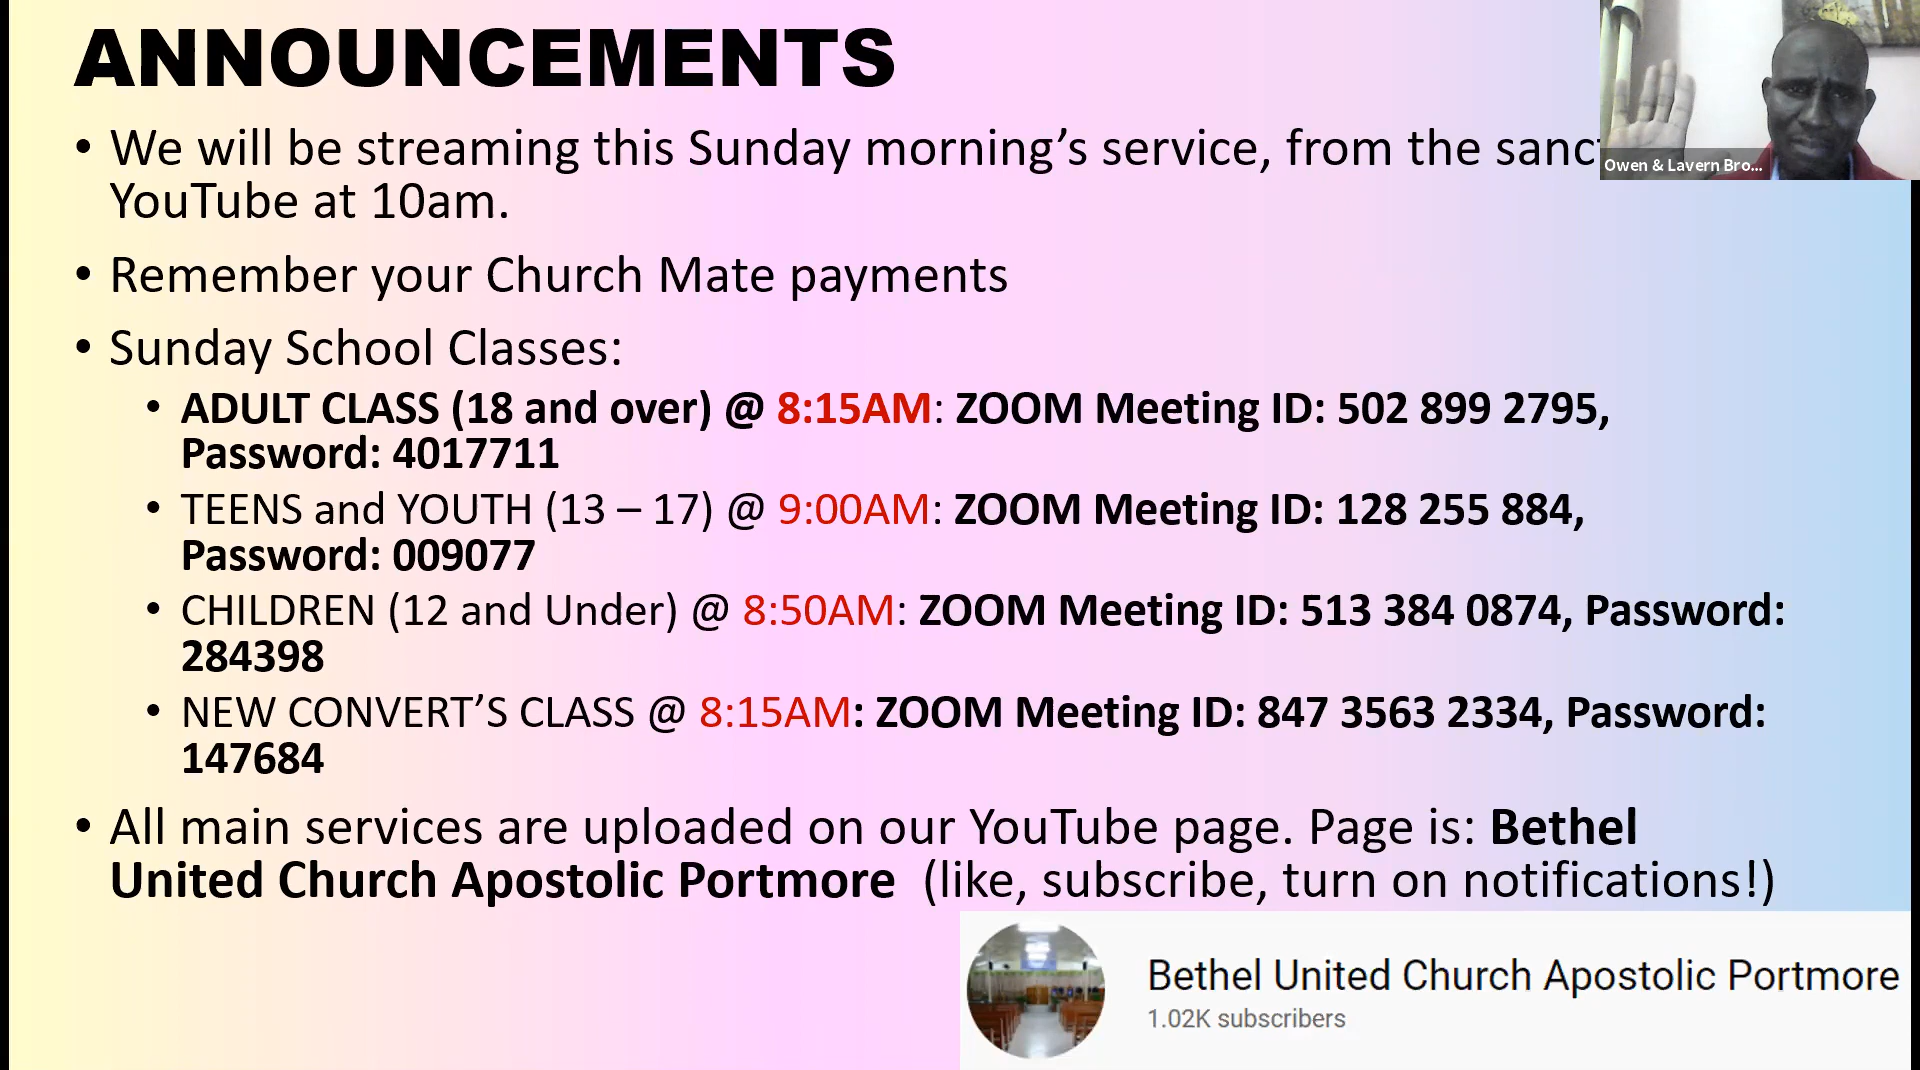 ANNOUNCEMENTS
• We will be streaming this Sunday morning’s service, from the
YouTube at 10am.
• Remember your Church Mate payments
• Sunday School Classes:
• ADULT CLASS (18 and over) @ 8:15AM: ZOOM Meeting ID: 502 899 2795,
Password: 4017711
• TEENS and YOUTH (13 – 17) @ 9:00AM: ZOOM Meeting ID: 128 255 884,
Password: 009077
• CHILDREN (12 and Under) @ 8:50AM: ZOOM Meeting ID: 513 384 0874, Password:
284398
• NEW CONVERT’S CLASS @ 8:15AM: ZOOM Meeting ID: 847 3563 2334, Password:
147684
• All main services are uploaded on our YouTube page. Page is: Bethel
United Church Apostolic Portmore (like, subscribe, turn on notifications!)
Owen & Lavern Bro...
Bethel United Church Apostolic Portmore
1.02K subscribers